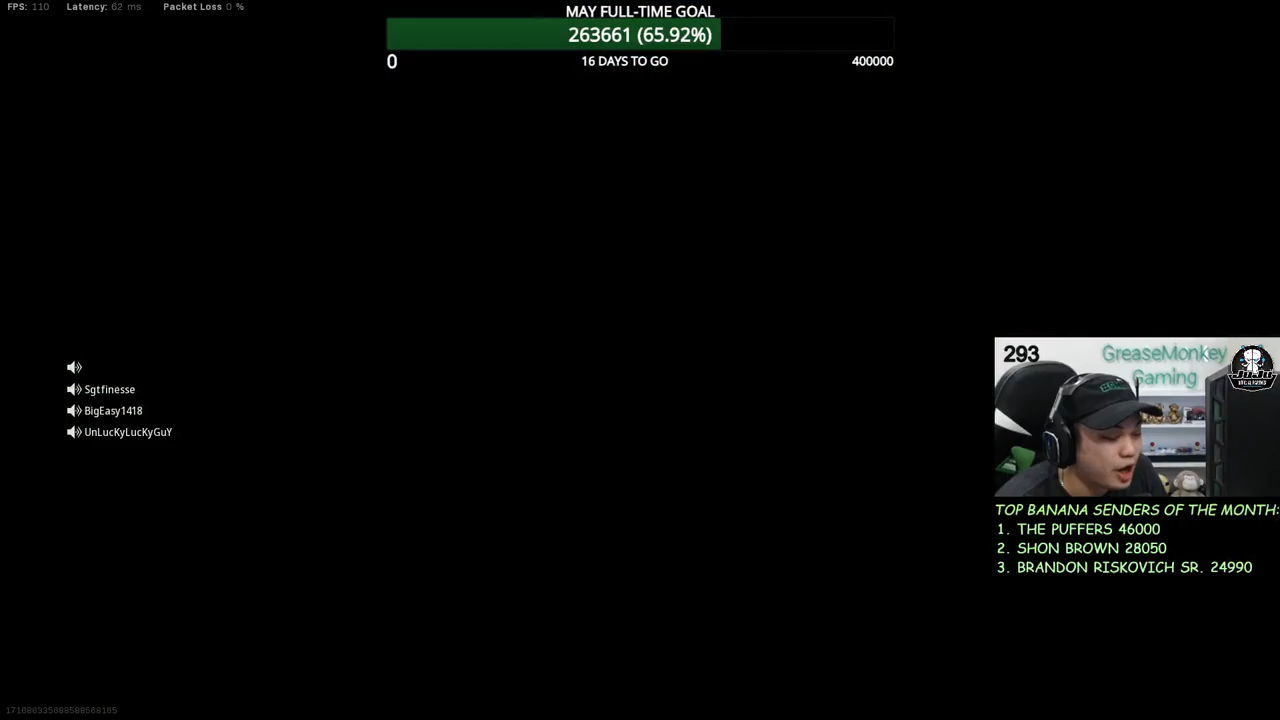 FPS: 110 Latency: 62 ms Packet Loss 0 %
MAY FULL-TIME GOAL
263661 (65.92%)
0 16 DAYS TO GO 400000
Sgtfinesse
BigEasy1418
UnLucKyLucKyGuY
293
GreaseMonkey
Gaming
TOP BANANA SENDERS OF THE MONTH:
1. THE PUFFERS 46000
2. SHON BROWN 28050
3. BRANDON RISKOVICH SR. 24990